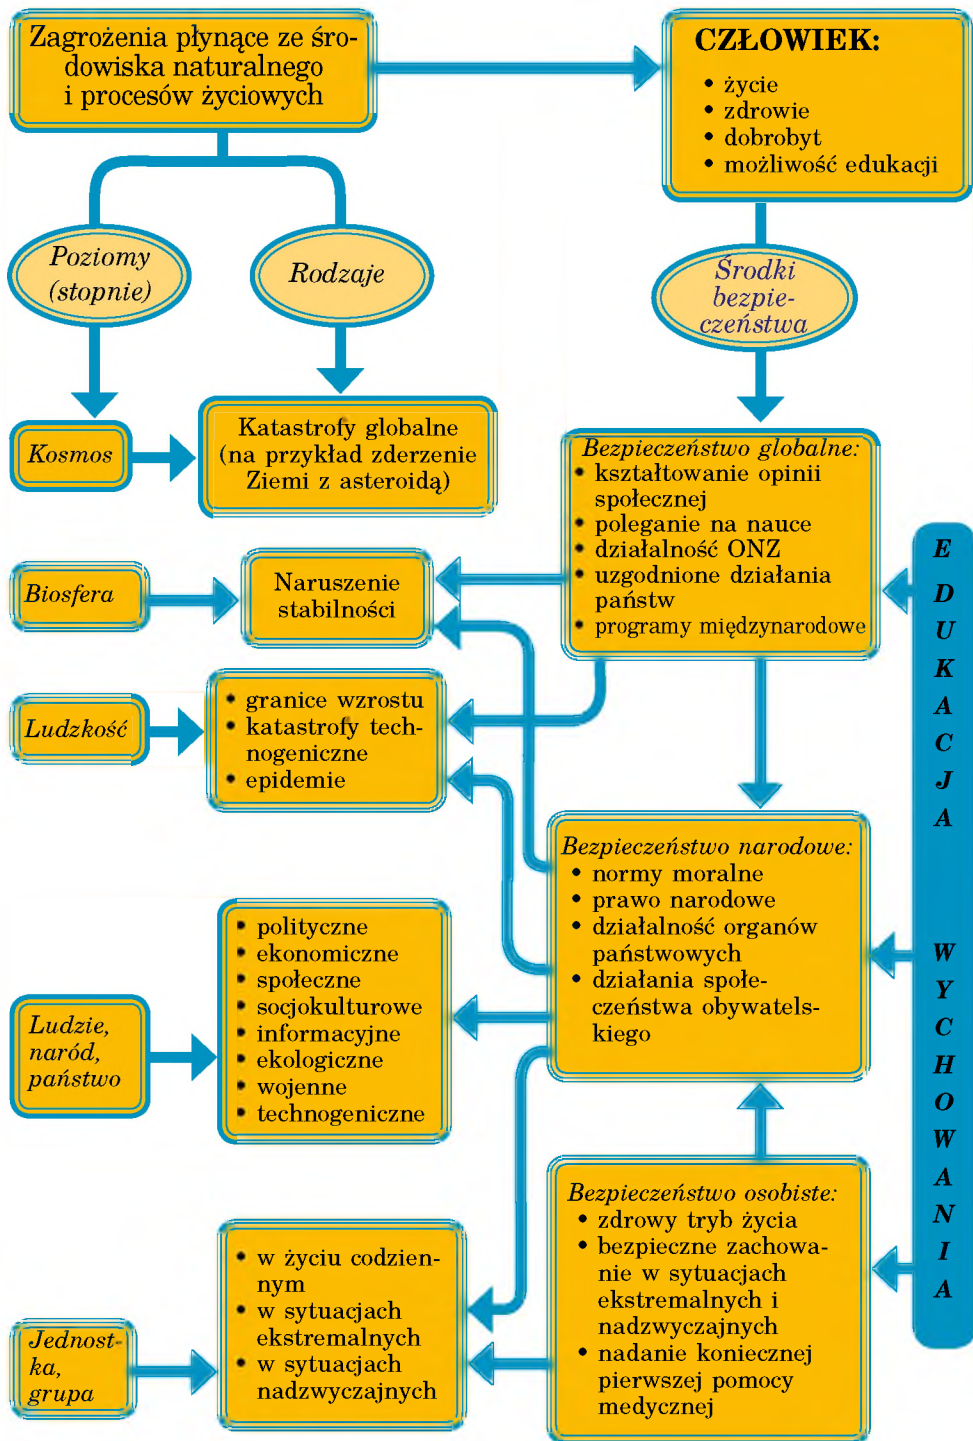 Zagrożenia płynące ze śro-
dowiska naturalnego
i procesów życiowych
CZŁOWIEK:
• życie
• zdrowie
• dobrobyt
• możliwość edukacji
Poziomy
(stopnie)
Rodzaje
Środki
bezpie-
czeństwa
Kosmos
Katastrofy globalne
(na przykład zderzenie
Ziemi z asteroidą)
Bezpieczeństwo globalne:
• kształtowanie opinii
społecznej
• poleganie na nauce
• działalność ONZ
• uzgodnione działania
państw
• programy międzynarodowe
Biosfera
Naruszenie
stabilności
Ludzkość
• granice wzrostu
• katastrofy tech-
nogeniczne
• epidemie
Bezpieczeństwo narodowe:
• normy moralne
• prawo narodowe
• działalność organów
państwowych
• działania społe-
czeństwa obywatels-
kiego
Ludzie,
naród,
państwo
• polityczne
• ekonomiczne
• społeczne
• socjokulturowe
• informacyjne
• ekologiczne
• wojenne
• technogeniczne
Bezpieczeństwo osobiste:
• zdrowy tryb życia
• bezpieczne zachowa-
nie w sytuacjach
ekstremalnych i
nadzwyczajnych
• nadanie koniecznej
pierwszej pomocy
medycznej
Jednost-
ka,
grupa
• w życiu codzien-
nym
• w sytuacjach
ekstremalnych
• w sytuacjach
nadzwyczajnych
EDUKACJA WYCHOWANIA